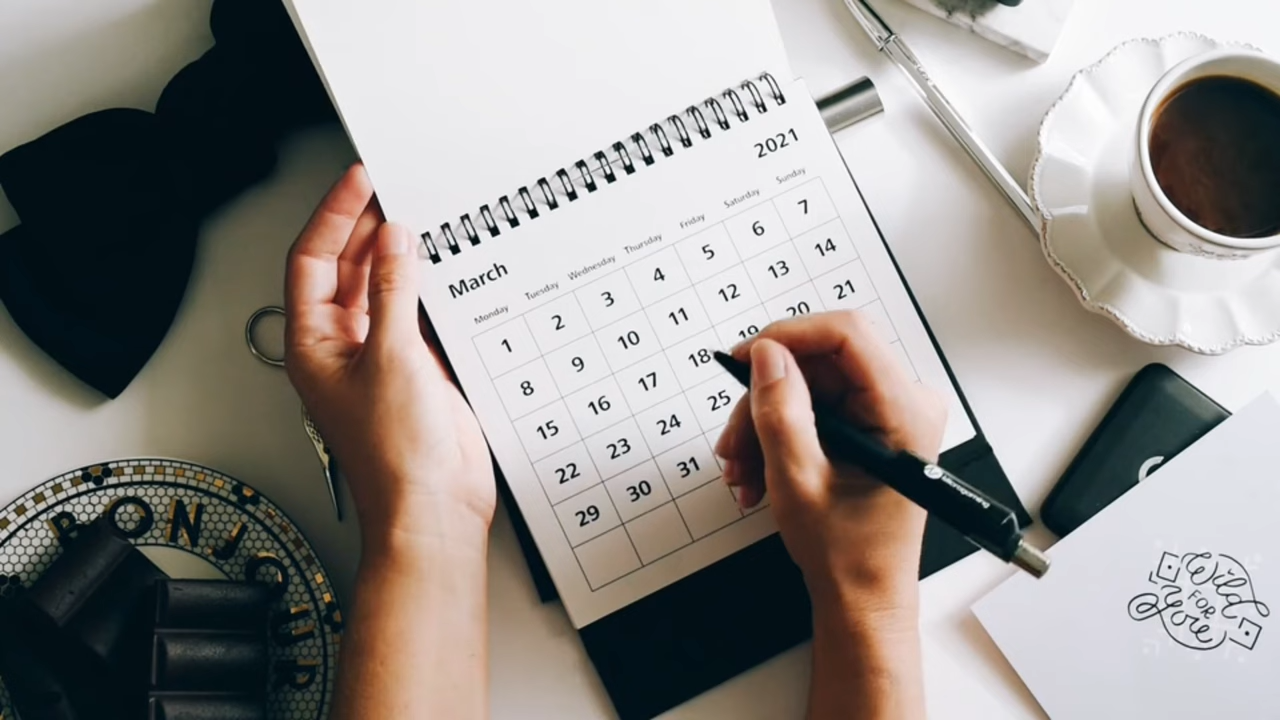 2021
March
Monday Tuesday Wednesday Thursday Friday Saturday Sunday
1 2 3 4 5 6 7
8 9 10 11 12 13 14
15 16 17 18 19 20 21
22 23 24 25
29 30 31
BONJOUR
Wild
FOR
You